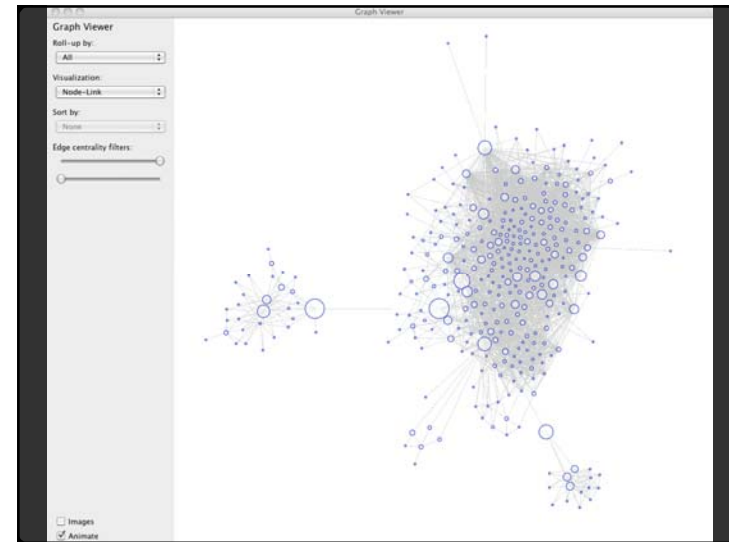 Graph Viewer
Graph Viewer
Roll-up by:
All
Visualization:
Node-Link
Sort by:
None
Edge centrality filters:
Images
Animate